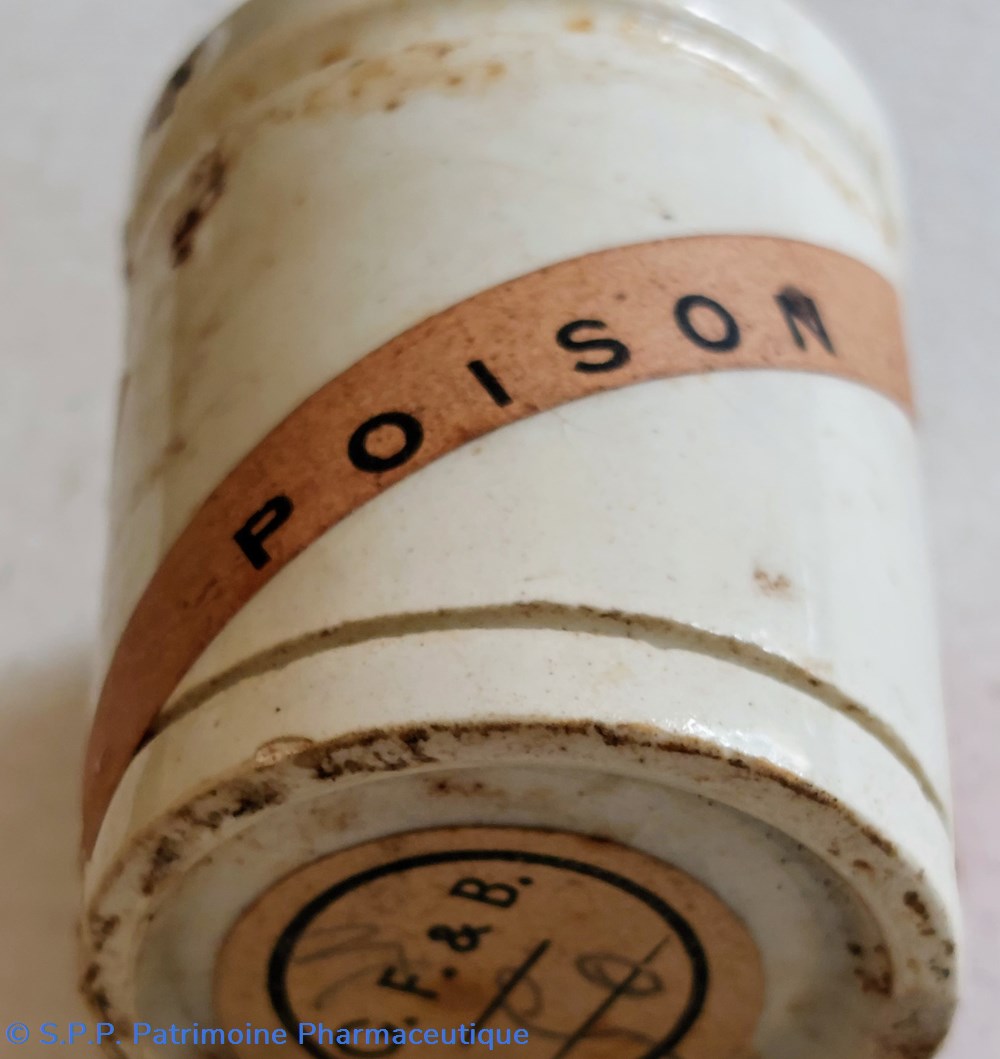 POISON
F. & B.
© S.P.P. Patrimoine Pharmaceutique